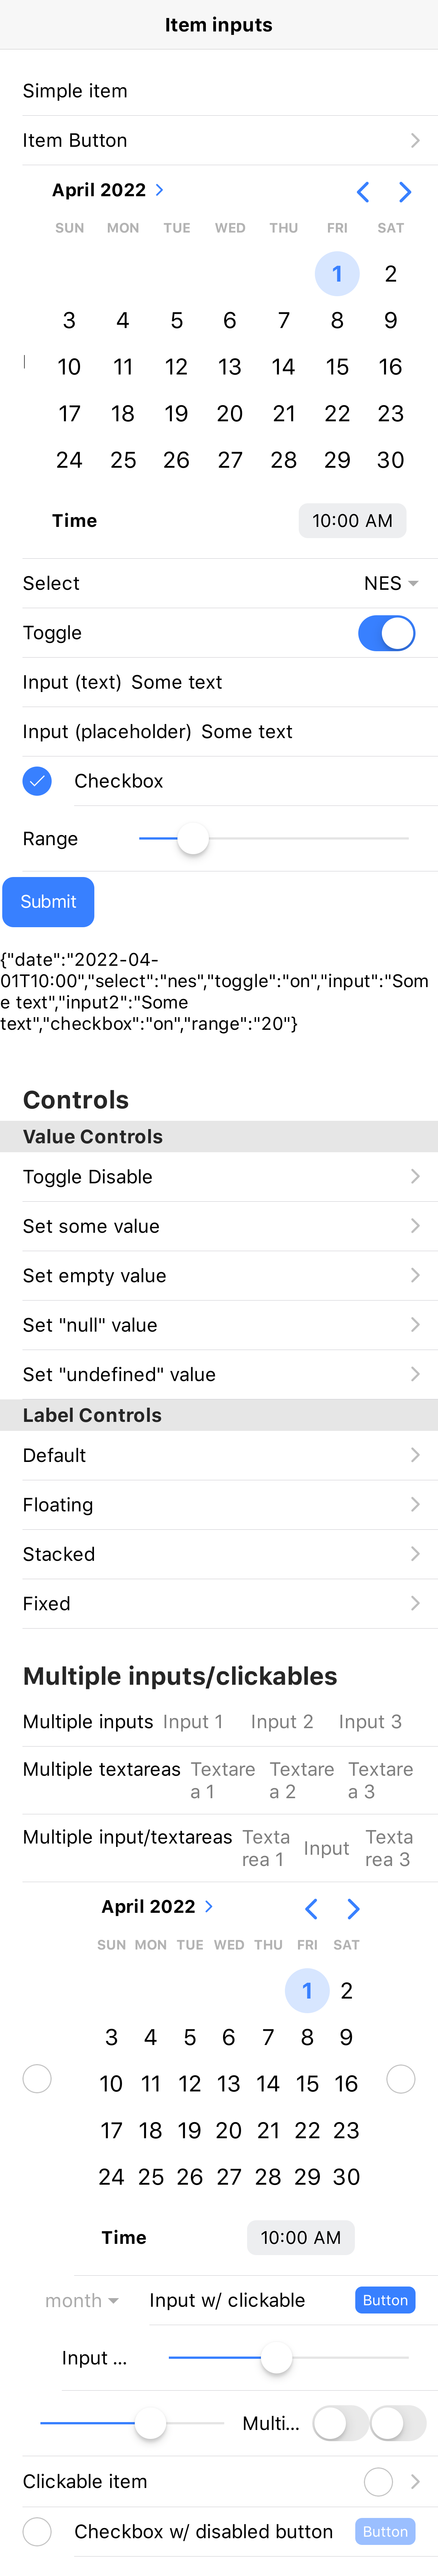 Item inputs
Simple item
Item Button
April 2022
SUN MON TUE WED THU FRI SAT
1 2
3 4 5 6 7 8 9
10 11 12 13 14 15 16
17 18 19 20 21 22 23
24 25 26 27 28 29 30
Time 10:00 AM
Select NES
Toggle
Input (text) Some text
Input (placeholder) Some text
Checkbox
Range
Submit
{"date":"2022-04-
01T10:00","select":"nes","toggle":"on","input":"Som
e text","input2":"Some
text","checkbox":"on","range":"20"}
Controls
Value Controls
Toggle Disable
Set some value
Set empty value
Set "null" value
Set "undefined" value
Label Controls
Default
Floating
Stacked
Fixed
Multiple inputs/clickables
Multiple inputs Input 1 Input 2 Input 3
Multiple textareas Textare Textare Textare
a 1 a 2 a 3
Multiple input/textareas Texta Input Texta
rea 1 rea 3
April 2022
SUN MON TUE WED THU FRI SAT
1 2
3 4 5 6 7 8 9
10 11 12 13 14 15 16
17 18 19 20 21 22 23
24 25 26 27 28 29 30
Time 10:00 AM
month Input w/ clickable Button
Input ...
Multi...
Clickable item
Checkbox w/ disabled button Button